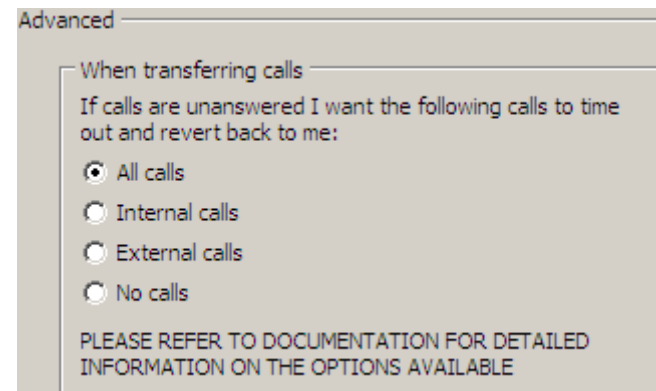 Advanced
When transferring calls
If calls are unanswered I want the following calls to time
out and revert back to me:
All calls
Internal calls
External calls
No calls
PLEASE REFER TO DOCUMENTATION FOR DETAILED
INFORMATION ON THE OPTIONS AVAILABLE